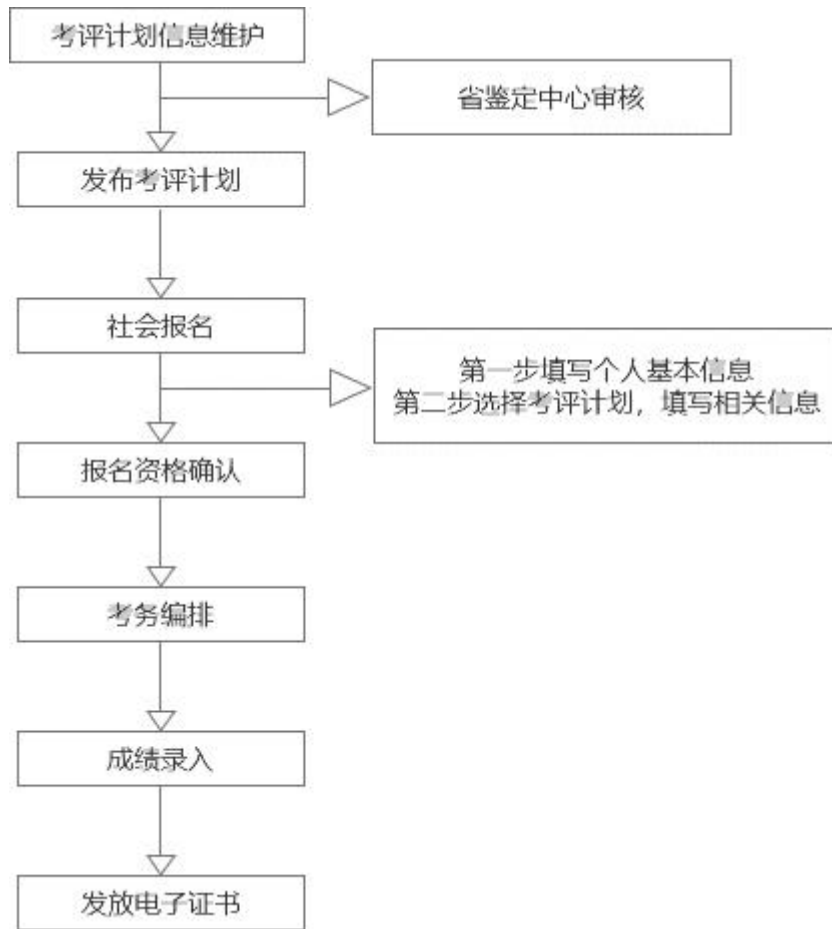 考评计划信息维护
省鉴定中心审核
发布考评计划
社会报名
第一步填写个人基本信息
第二步选择考评计划，填写相关信息
报名资格确认
考务编排
成绩录入
发放电子证书